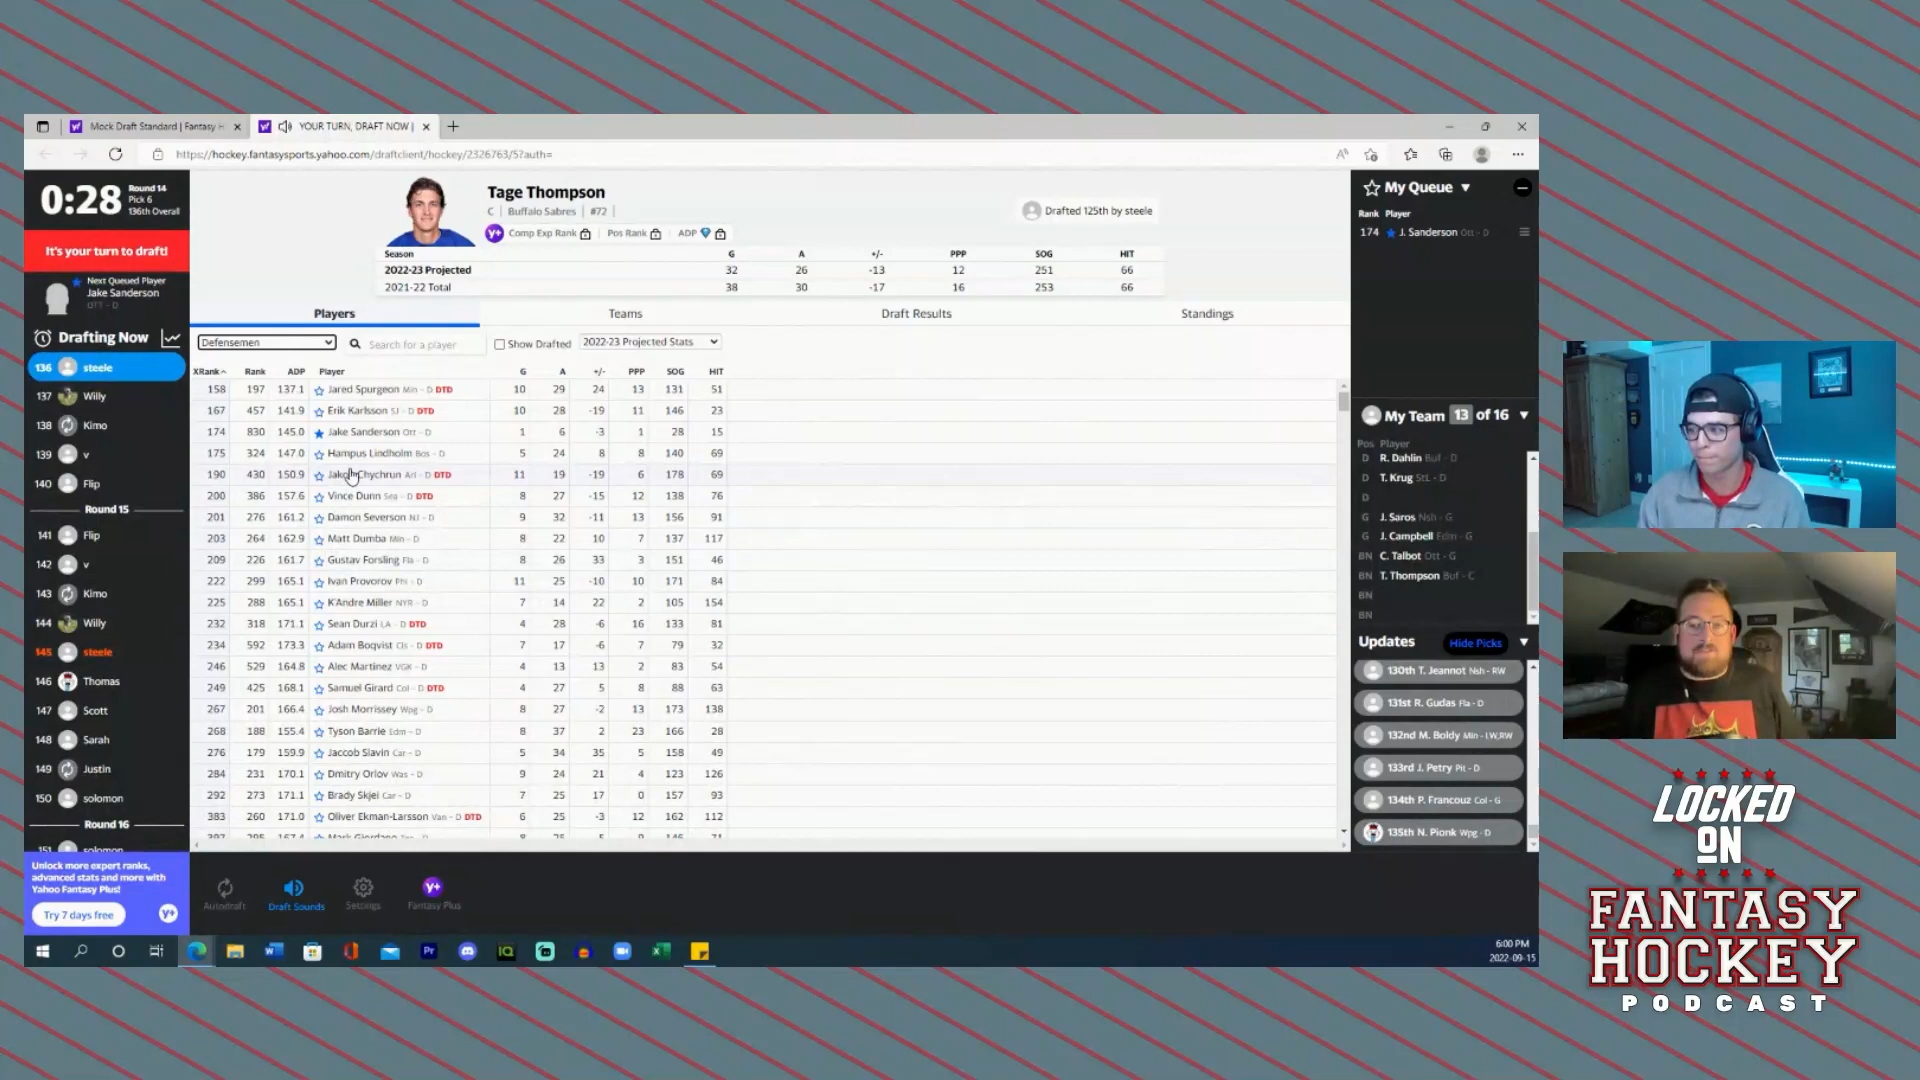 Mock Draft Standard | Fantasy H
YOUR TURN, DRAFT NOW |
https://hockey.fantasysports.yahoo.com/draftclient/hockey/2326763/5?auth=
0:28
Round 14
Pick 6
136th Overall
It's your turn to draft!
Next Queued Player
Jake Sanderson
OTT - D
Drafting Now
136 steele
137 Willy
138 Kimo
139 v
140 Flip
Round 15
141 Flip
142 v
143 Kimo
144 Willy
145 steele
146 Thomas
147 Scott
148 Sarah
149 Justin
150 solomon
Round 16
151 solomon
Unlock more expert ranks,
advanced stats and more with
Yahoo Fantasy Plus!
Try 7 days free
y+
Tage Thompson
C | Buffalo Sabres | #72
y+ Comp Exp Rank | Pos Rank | ADP
Drafted 125th by steele
Season G A +/- PPP SOG HIT
2022-23 Projected 32 26 -13 12 251 66
2021-22 Total 38 30 -17 16 253 66
Players Teams Draft Results Standings
Defensemen Search for a player Show Drafted 2022-23 Projected Stats
XRank Rank ADP Player G A +/- PPP SOG HIT
158 197 137.1 Jared Spurgeon Min - D DTD 10 29 24 13 131 51
167 457 141.9 Erik Karlsson SJ - D DTD 10 28 -19 11 146 23
174 830 145.0 Jake Sanderson Ott - D 1 6 -3 1 28 15
175 324 147.0 Hampus Lindholm Bos - D 5 24 8 8 140 69
190 430 150.9 Jakob Chychrun Ari - D DTD 11 19 -19 6 178 69
200 386 157.6 Vince Dunn Sea - D DTD 8 27 -15 12 138 76
201 276 161.2 Damon Severson NJ - D 9 32 -11 13 156 91
203 264 162.9 Matt Dumba Min - D 8 22 10 7 137 117
209 226 161.7 Gustav Forsling Fla - D 8 26 33 3 151 46
222 299 165.1 Ivan Provorov Phi - D 11 25 -10 10 171 84
225 288 165.1 K'Andre Miller NYR - D 7 14 22 2 105 154
232 318 171.1 Sean Durzi LA - D DTD 4 28 -6 16 133 81
234 592 173.3 Adam Boqvist Cls - D DTD 7 17 -6 7 79 32
246 529 164.8 Alec Martinez VGK - D 4 13 13 2 83 54
249 425 168.1 Samuel Girard Col - D DTD 4 27 5 8 88 63
267 201 166.4 Josh Morrissey Wpg - D 8 27 -2 13 173 138
268 188 155.4 Tyson Barrie Edm - D 8 37 2 23 166 28
276 179 159.9 Jaccob Slavin Car - D 5 34 35 5 158 49
284 231 170.1 Dmitry Orlov Was - D 9 24 21 4 123 126
292 273 171.1 Brady Skjei Car - D 7 25 17 0 157 93
383 260 171.0 Oliver Ekman-Larsson Van - D DTD 6 25 -3 12 162 112
Autodraft Draft Sounds Settings Fantasy Plus
My Queue
Rank Player
174 J. Sanderson Ott - D
My Team 13 of 16
Pos Player
D R. Dahlin Buf - D
D T. Krug StL - D
D
G J. Saros Nsh - G
G J. Campbell Edm - G
BN C. Talbot Ott - G
BN T. Thompson Buf - C
BN
BN
Updates Hide Picks
130th T. Jeannot Nsh - RW
131st R. Gudas Fla - D
132nd M. Boldy Min - LW,RW
133rd J. Petry Pit - D
134th P. Francouz Col - G
135th N. Pionk Wpg - D
6:00 PM
2022-09-15
LOCKED
ON
FANTASY
HOCKEY
PODCAST